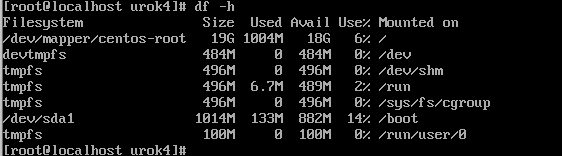 [root@localhost urok4]# df -h
Filesystem Size Used Avail Use% Mounted on
/dev/mapper/centos-root 19G 1004M 18G 6% /
devtmpfs 484M 0 484M 0% /dev
tmpfs 496M 0 496M 0% /dev/shm
tmpfs 496M 6.7M 489M 2% /run
tmpfs 496M 0 496M 0% /sys/fs/cgroup
/dev/sda1 1014M 133M 882M 14% /boot
tmpfs 100M 0 100M 0% /run/user/0
[root@localhost urok4]#